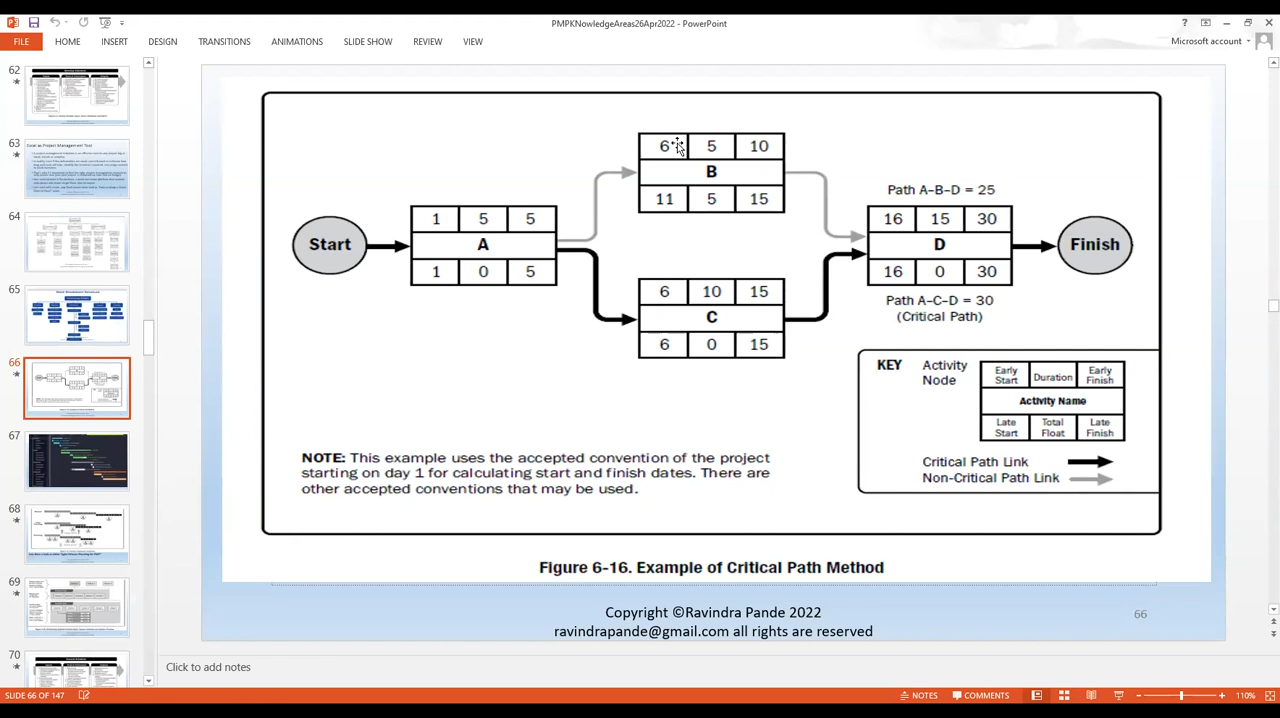 PMPKNowledgeAreas26Apr2022 - PowerPoint
?
FILE
HOME
INSERT
DESIGN
TRANSITIONS
ANIMATIONS
SLIDE SHOW
REVIEW
VIEW
Microsoft account
62
63
64
65
66
67
68
69
70
6 5 10
B
11 5 15
Path A–B–D = 25
Start
1 5 5
A
1 0 5
16 15 30
D
16 0 30
Finish
6 10 15
C
6 0 15
Path A–C–D = 30
(Critical Path)
KEY
Activity
Node
Early
Start
Duration
Early
Finish
Activity Name
Late
Start
Total
Float
Late
Finish
Critical Path Link
Non-Critical Path Link
NOTE: This example uses the accepted convention of the project
starting on day 1 for calculating start and finish dates. There are
other accepted conventions that may be used.
Figure 6-16. Example of Critical Path Method
Copyright ©Ravindra Pande 2022
ravindrapande@gmail.com all rights are reserved
66
Click to add notes
SLIDE 66 OF 147
NOTES
COMMENTS
110%